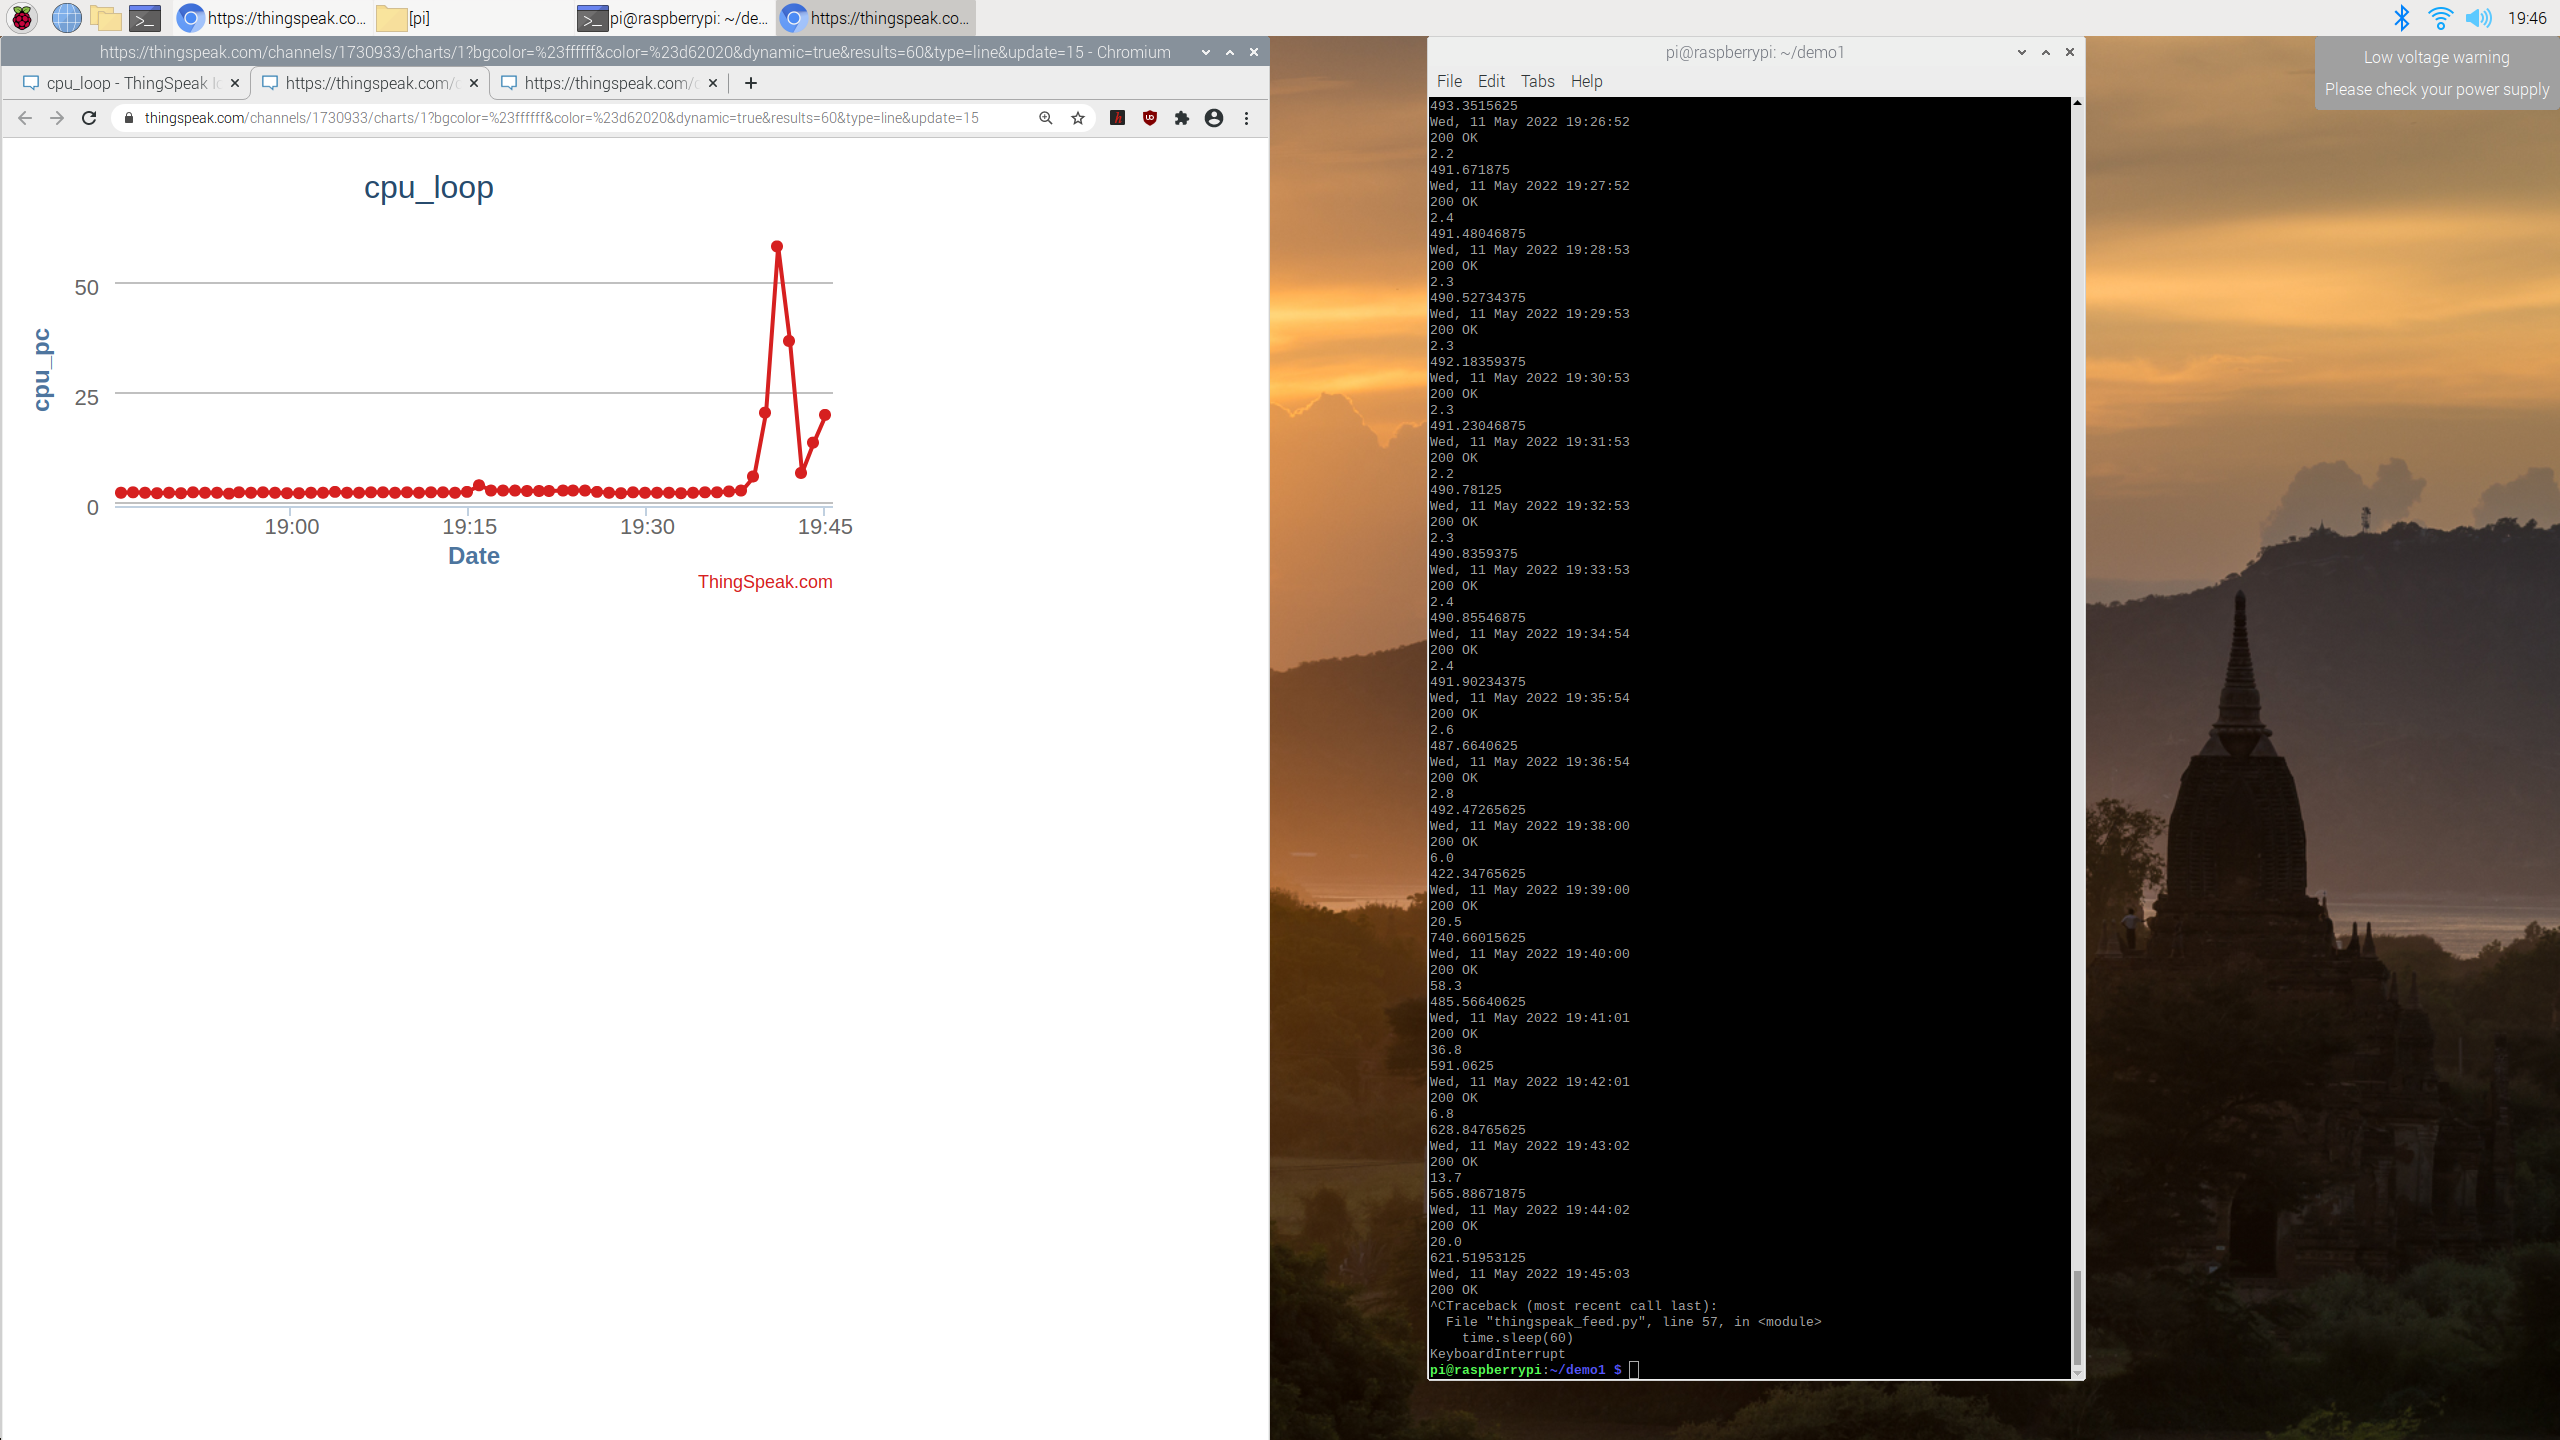 https://thingspeak.co...
[pi]
pi@raspberrypi: ~/de...
https://thingspeak.co...
19:46
Low voltage warning
Please check your power supply
https://thingspeak.com/channels/1730933/charts/1?bgcolor=%23ffffff&color=%23d62020&dynamic=true&results=60&type=line&update=15 - Chromium
cpu_loop - ThingSpeak
https://thingspeak.com/
https://thingspeak.com/
thingspeak.com/channels/1730933/charts/1?bgcolor=%23ffffff&color=%23d62020&dynamic=true&results=60&type=line&update=15
cpu_loop
50
25
0
cpu_pc
19:00
19:15
19:30
19:45
Date
ThingSpeak.com
pi@raspberrypi: ~/demo1
File Edit Tabs Help
493.3515625
Wed, 11 May 2022 19:26:52
200 OK
2.2
491.671875
Wed, 11 May 2022 19:27:52
200 OK
2.4
491.48046875
Wed, 11 May 2022 19:28:53
200 OK
2.3
490.52734375
Wed, 11 May 2022 19:29:53
200 OK
2.3
492.18359375
Wed, 11 May 2022 19:30:53
200 OK
2.3
491.23046875
Wed, 11 May 2022 19:31:53
200 OK
2.2
490.78125
Wed, 11 May 2022 19:32:53
200 OK
2.3
490.8359375
Wed, 11 May 2022 19:33:53
200 OK
2.4
490.85546875
Wed, 11 May 2022 19:34:54
200 OK
2.4
491.90234375
Wed, 11 May 2022 19:35:54
200 OK
2.6
487.6640625
Wed, 11 May 2022 19:36:54
200 OK
2.8
492.47265625
Wed, 11 May 2022 19:38:00
200 OK
6.0
422.34765625
Wed, 11 May 2022 19:39:00
200 OK
20.5
740.66015625
Wed, 11 May 2022 19:40:00
200 OK
58.3
485.56640625
Wed, 11 May 2022 19:41:01
200 OK
36.8
591.0625
Wed, 11 May 2022 19:42:01
200 OK
6.8
628.84765625
Wed, 11 May 2022 19:43:02
200 OK
13.7
565.88671875
Wed, 11 May 2022 19:44:02
200 OK
20.0
621.51953125
Wed, 11 May 2022 19:45:03
200 OK
^CTraceback (most recent call last):
File "thingspeak_feed.py", line 57, in <module>
time.sleep(60)
KeyboardInterrupt
pi@raspberrypi:~/demo1 $